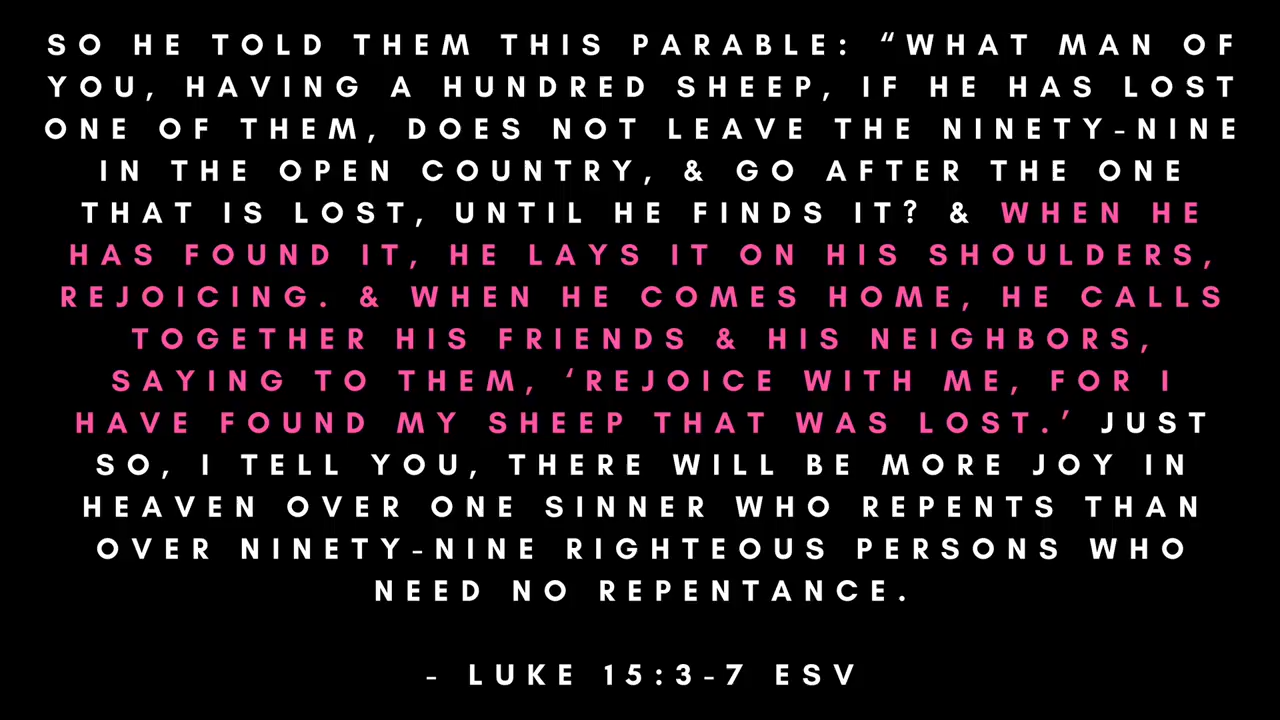 SO HE TOLD THEM THIS PARABLE: “WHAT MAN OF
YOU, HAVING A HUNDRED SHEEP, IF HE HAS LOST
ONE OF THEM, DOES NOT LEAVE THE NINETY-NINE
IN THE OPEN COUNTRY, & GO AFTER THE ONE
THAT IS LOST, UNTIL HE FINDS IT? & WHEN HE
HAS FOUND IT, HE LAYS IT ON HIS SHOULDERS,
REJOICING. & WHEN HE COMES HOME, HE CALLS
TOGETHER HIS FRIENDS & HIS NEIGHBORS,
SAYING TO THEM, ‘REJOICE WITH ME, FOR I
HAVE FOUND MY SHEEP THAT WAS LOST.’ JUST
SO, I TELL YOU, THERE WILL BE MORE JOY IN
HEAVEN OVER ONE SINNER WHO REPENTS THAN
OVER NINETY-NINE RIGHTEOUS PERSONS WHO
NEED NO REPENTANCE.
- LUKE 15:3-7 ESV